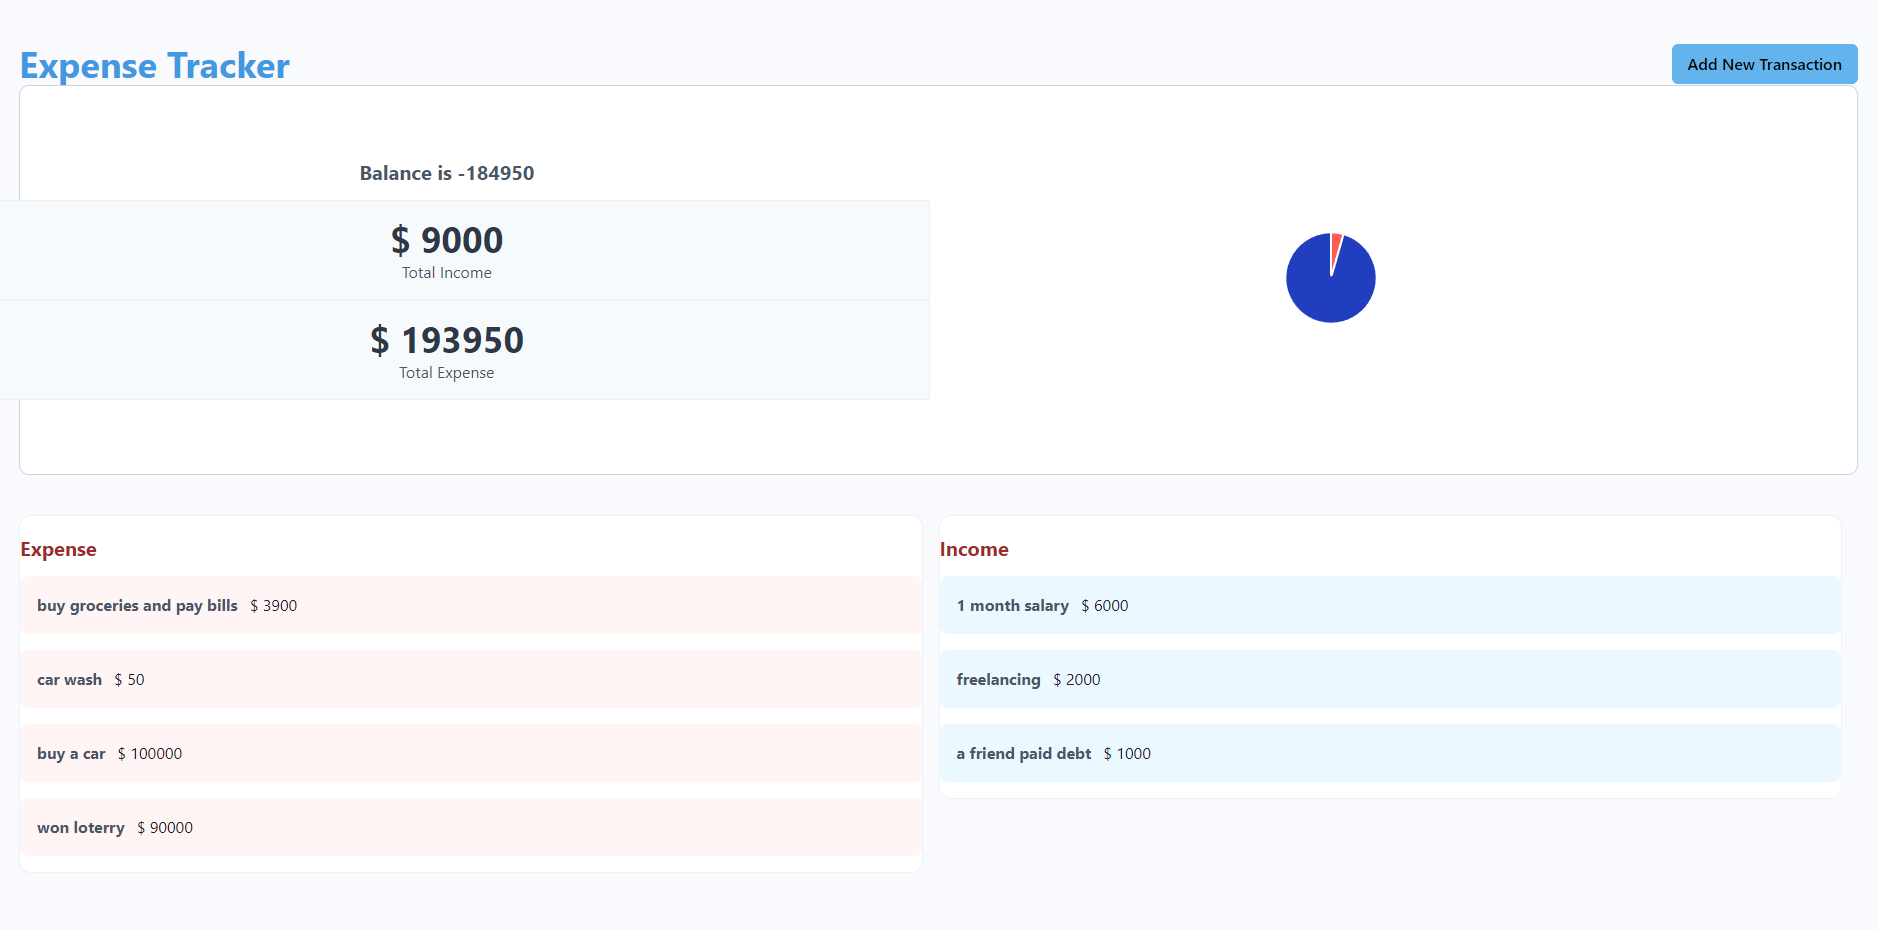 Expense Tracker
Add New Transaction
Balance is -184950
$ 9000
Total Income
$ 193950
Total Expense
Expense
buy groceries and pay bills $ 3900
car wash $ 50
buy a car $ 100000
won loterry $ 90000
Income
1 month salary $ 6000
freelancing $ 2000
a friend paid debt $ 1000